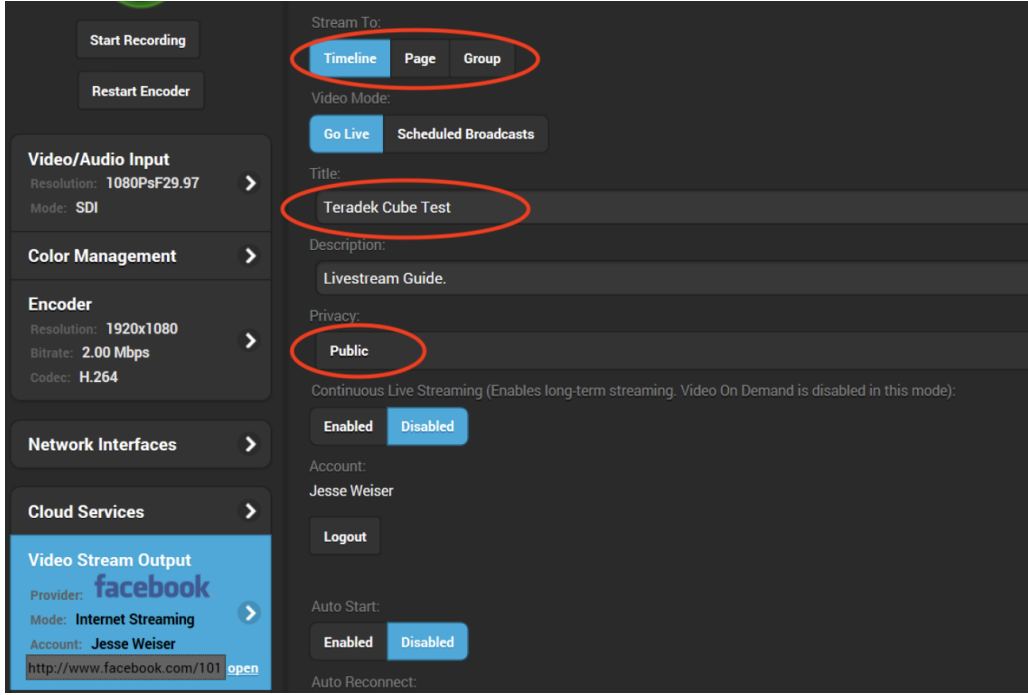 Start Recording
Restart Encoder
Video/Audio Input
Resolution: 1080PsF29.97
Mode: SDI
Color Management
Encoder
Resolution: 1920x1080
Bitrate: 2.00 Mbps
Codec: H.264
Network Interfaces
Cloud Services
Video Stream Output
Provider: facebook
Mode: Internet Streaming
Account: Jesse Weiser
http://www.facebook.com/101 open
Stream To:
Timeline Page Group
Video Mode:
Go Live Scheduled Broadcasts
Title:
Teradek Cube Test
Description:
Livestream Guide.
Privacy:
Public
Continuous Live Streaming (Enables long-term streaming. Video On Demand is disabled in this mode):
Enabled Disabled
Account:
Jesse Weiser
Logout
Auto Start:
Enabled Disabled
Auto Reconnect: